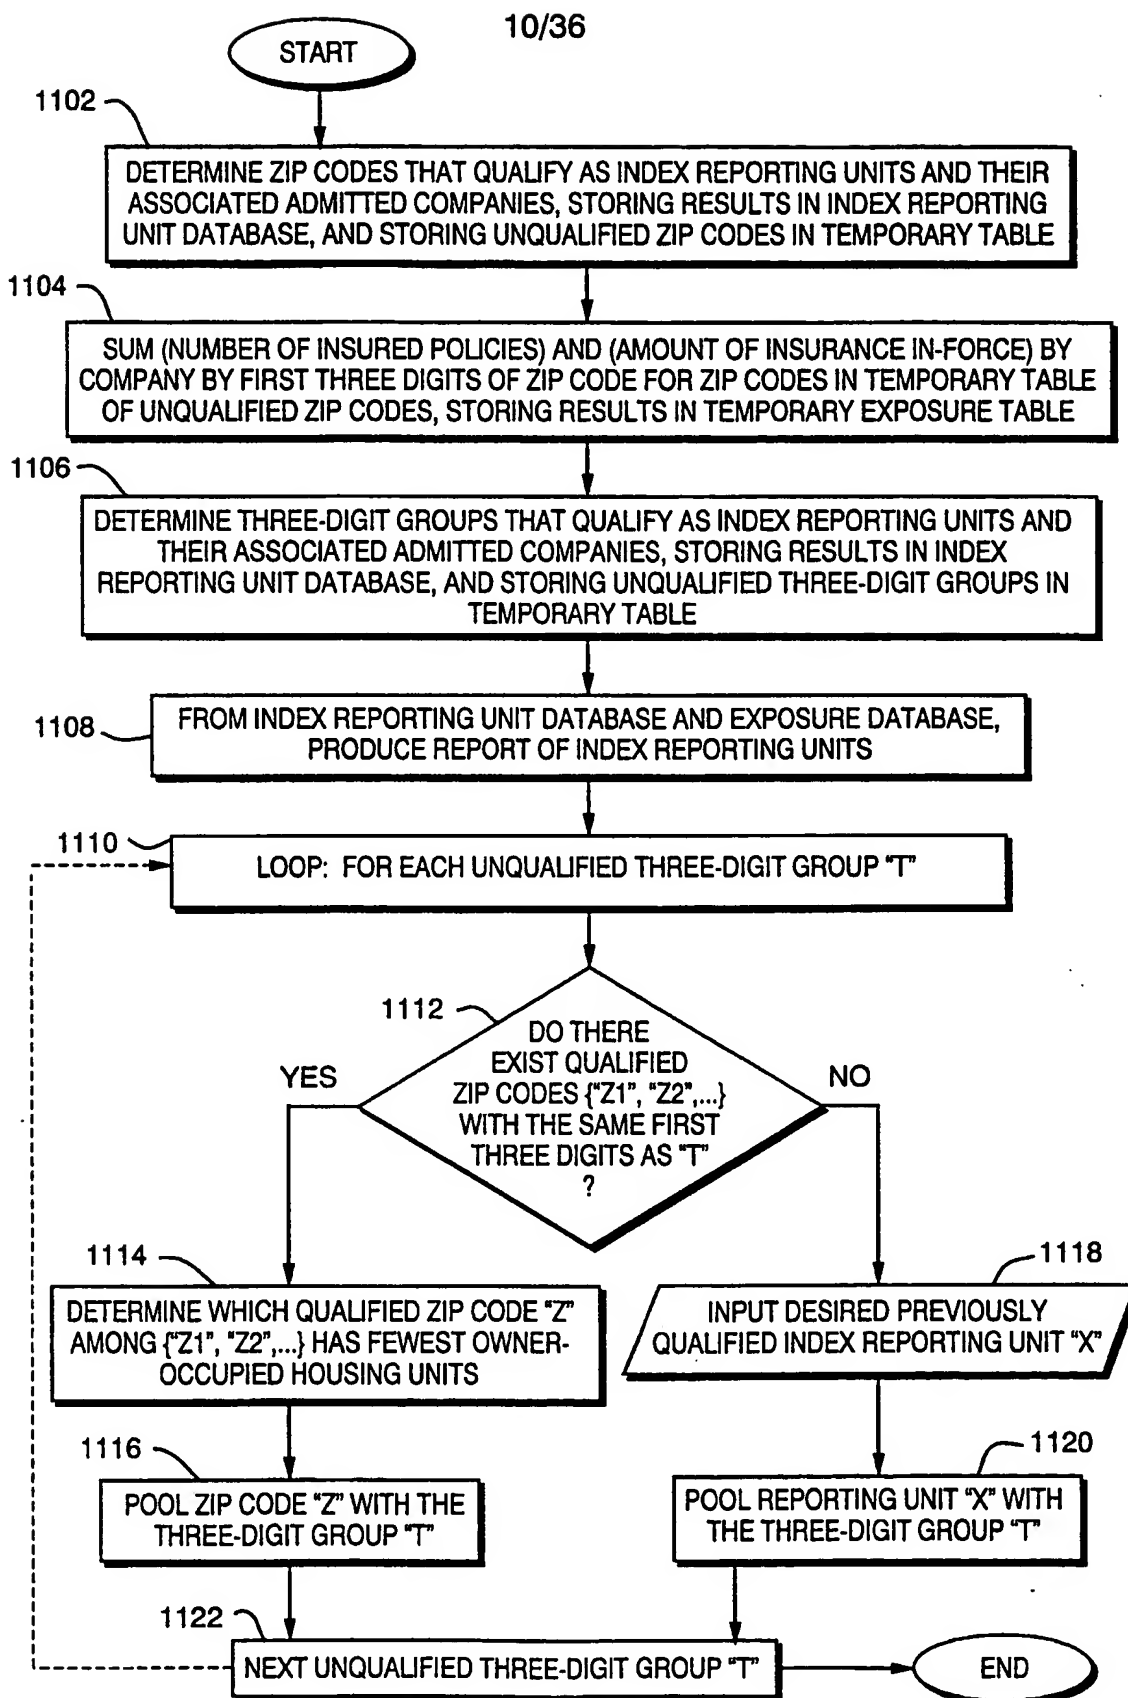 10/36
START
1102
DETERMINE ZIP CODES THAT QUALIFY AS INDEX REPORTING UNITS AND THEIR
ASSOCIATED ADMITTED COMPANIES, STORING RESULTS IN INDEX REPORTING
UNIT DATABASE, AND STORING UNQUALIFIED ZIP CODES IN TEMPORARY TABLE
1104
SUM (NUMBER OF INSURED POLICIES) AND (AMOUNT OF INSURANCE IN-FORCE) BY
COMPANY BY FIRST THREE DIGITS OF ZIP CODE FOR ZIP CODES IN TEMPORARY TABLE
OF UNQUALIFIED ZIP CODES, STORING RESULTS IN TEMPORARY EXPOSURE TABLE
1106
DETERMINE THREE-DIGIT GROUPS THAT QUALIFY AS INDEX REPORTING UNITS AND
THEIR ASSOCIATED ADMITTED COMPANIES, STORING RESULTS IN INDEX
REPORTING UNIT DATABASE, AND STORING UNQUALIFIED THREE-DIGIT GROUPS IN
TEMPORARY TABLE
1108
FROM INDEX REPORTING UNIT DATABASE AND EXPOSURE DATABASE,
PRODUCE REPORT OF INDEX REPORTING UNITS
1110
LOOP: FOR EACH UNQUALIFIED THREE-DIGIT GROUP "T"
1112
DO THERE
EXIST QUALIFIED
ZIP CODES {"Z1", "Z2",...}
WITH THE SAME FIRST
THREE DIGITS AS "T"
?
YES
NO
1114
DETERMINE WHICH QUALIFIED ZIP CODE "Z"
AMONG {"Z1", "Z2",...} HAS FEWEST OWNER-
OCCUPIED HOUSING UNITS
1118
INPUT DESIRED PREVIOUSLY
QUALIFIED INDEX REPORTING UNIT "X"
1116
POOL ZIP CODE "Z" WITH THE
THREE-DIGIT GROUP "T"
1120
POOL REPORTING UNIT "X" WITH
THE THREE-DIGIT GROUP "T"
1122
NEXT UNQUALIFIED THREE-DIGIT GROUP "T"
END